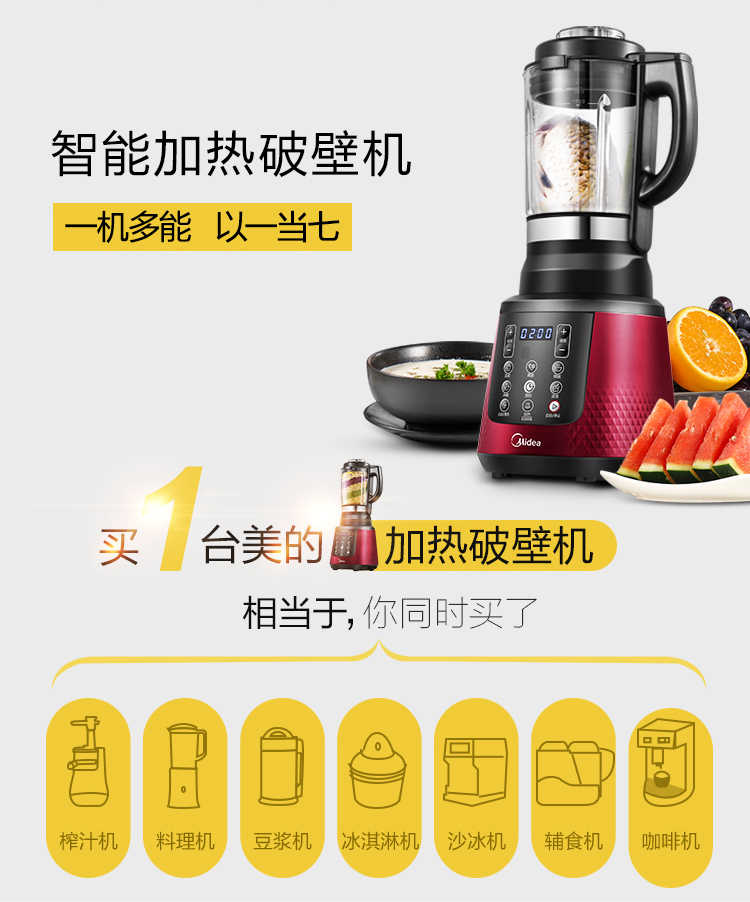 智能加热破壁机
一机多能 以一当七
0200
Midea
买1台美的加热破壁机
相当于,你同时买了
榨汁机 料理机 豆浆机 冰淇淋机 沙冰机 辅食机 咖啡机